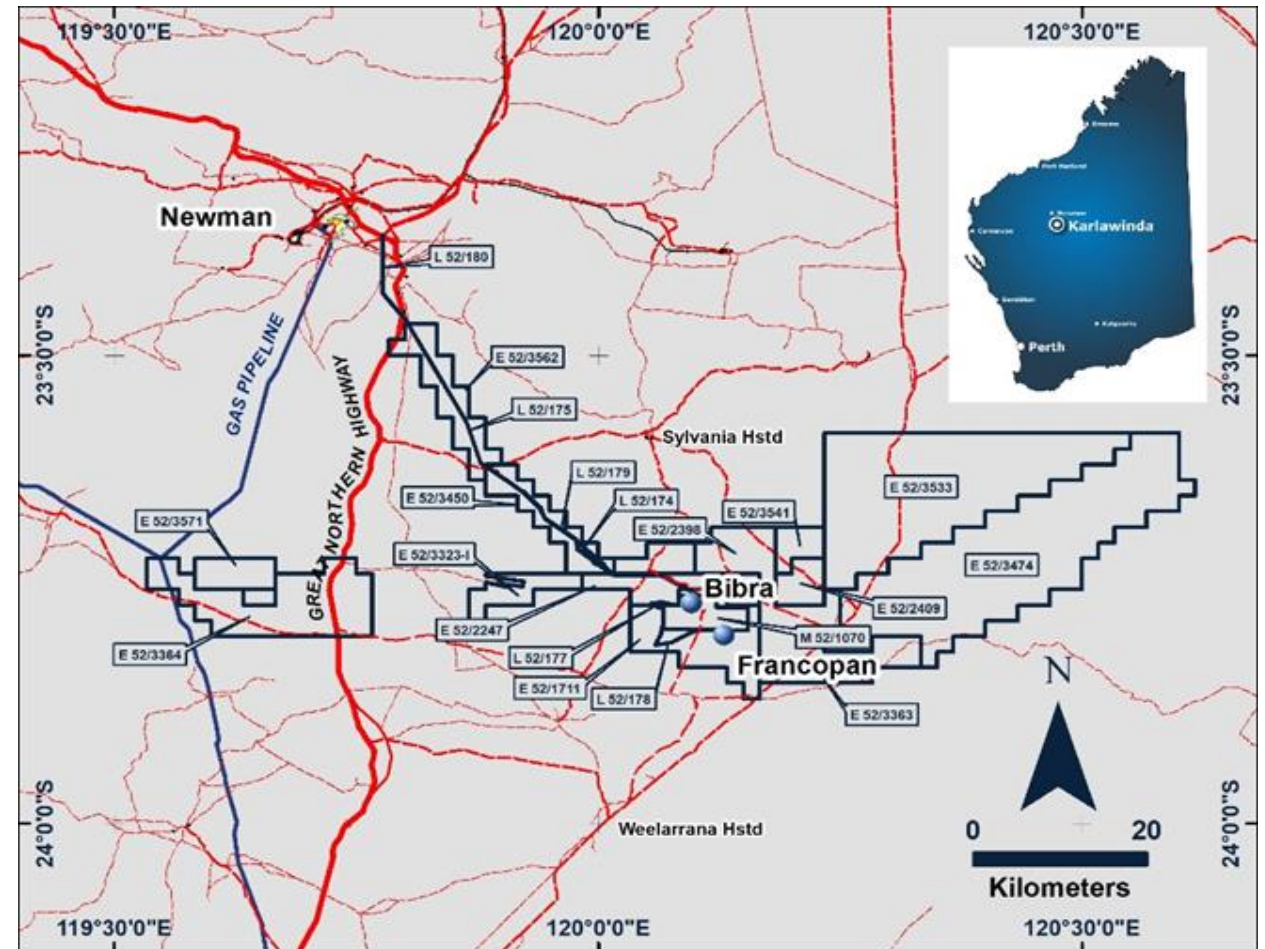 119°30'0"E
120°0'0"E
120°30'0"E
Karlawinda
Perth
Newman
L 52/180
23°30'0"S
23°30'0"S
GAS PIPELINE
GREAT NORTHERN HIGHWAY
E 52/3562
L 52/175
Sylvania Hstd
L 52/179
L 52/174
E 52/3450
E 52/2398
E 52/3541
E 52/3533
E 52/3571
E 52/3323-I
E 52/3474
Bibra
E 52/2409
E 52/2247
M 52/1070
E 52/3364
L 52/177
Francopan
E 52/1711
L 52/178
E 52/3363
N
24°0'0"S
24°0'0"S
Weelarrana Hstd
0 20
Kilometers
119°30'0"E
120°0'0"E
120°30'0"E